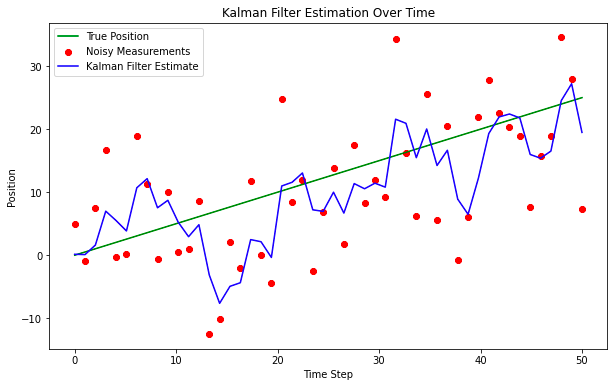 Kalman Filter Estimation Over Time
True Position
Noisy Measurements
Kalman Filter Estimate
Position
30
20
10
0
−10
0 10 20 30 40 50
Time Step